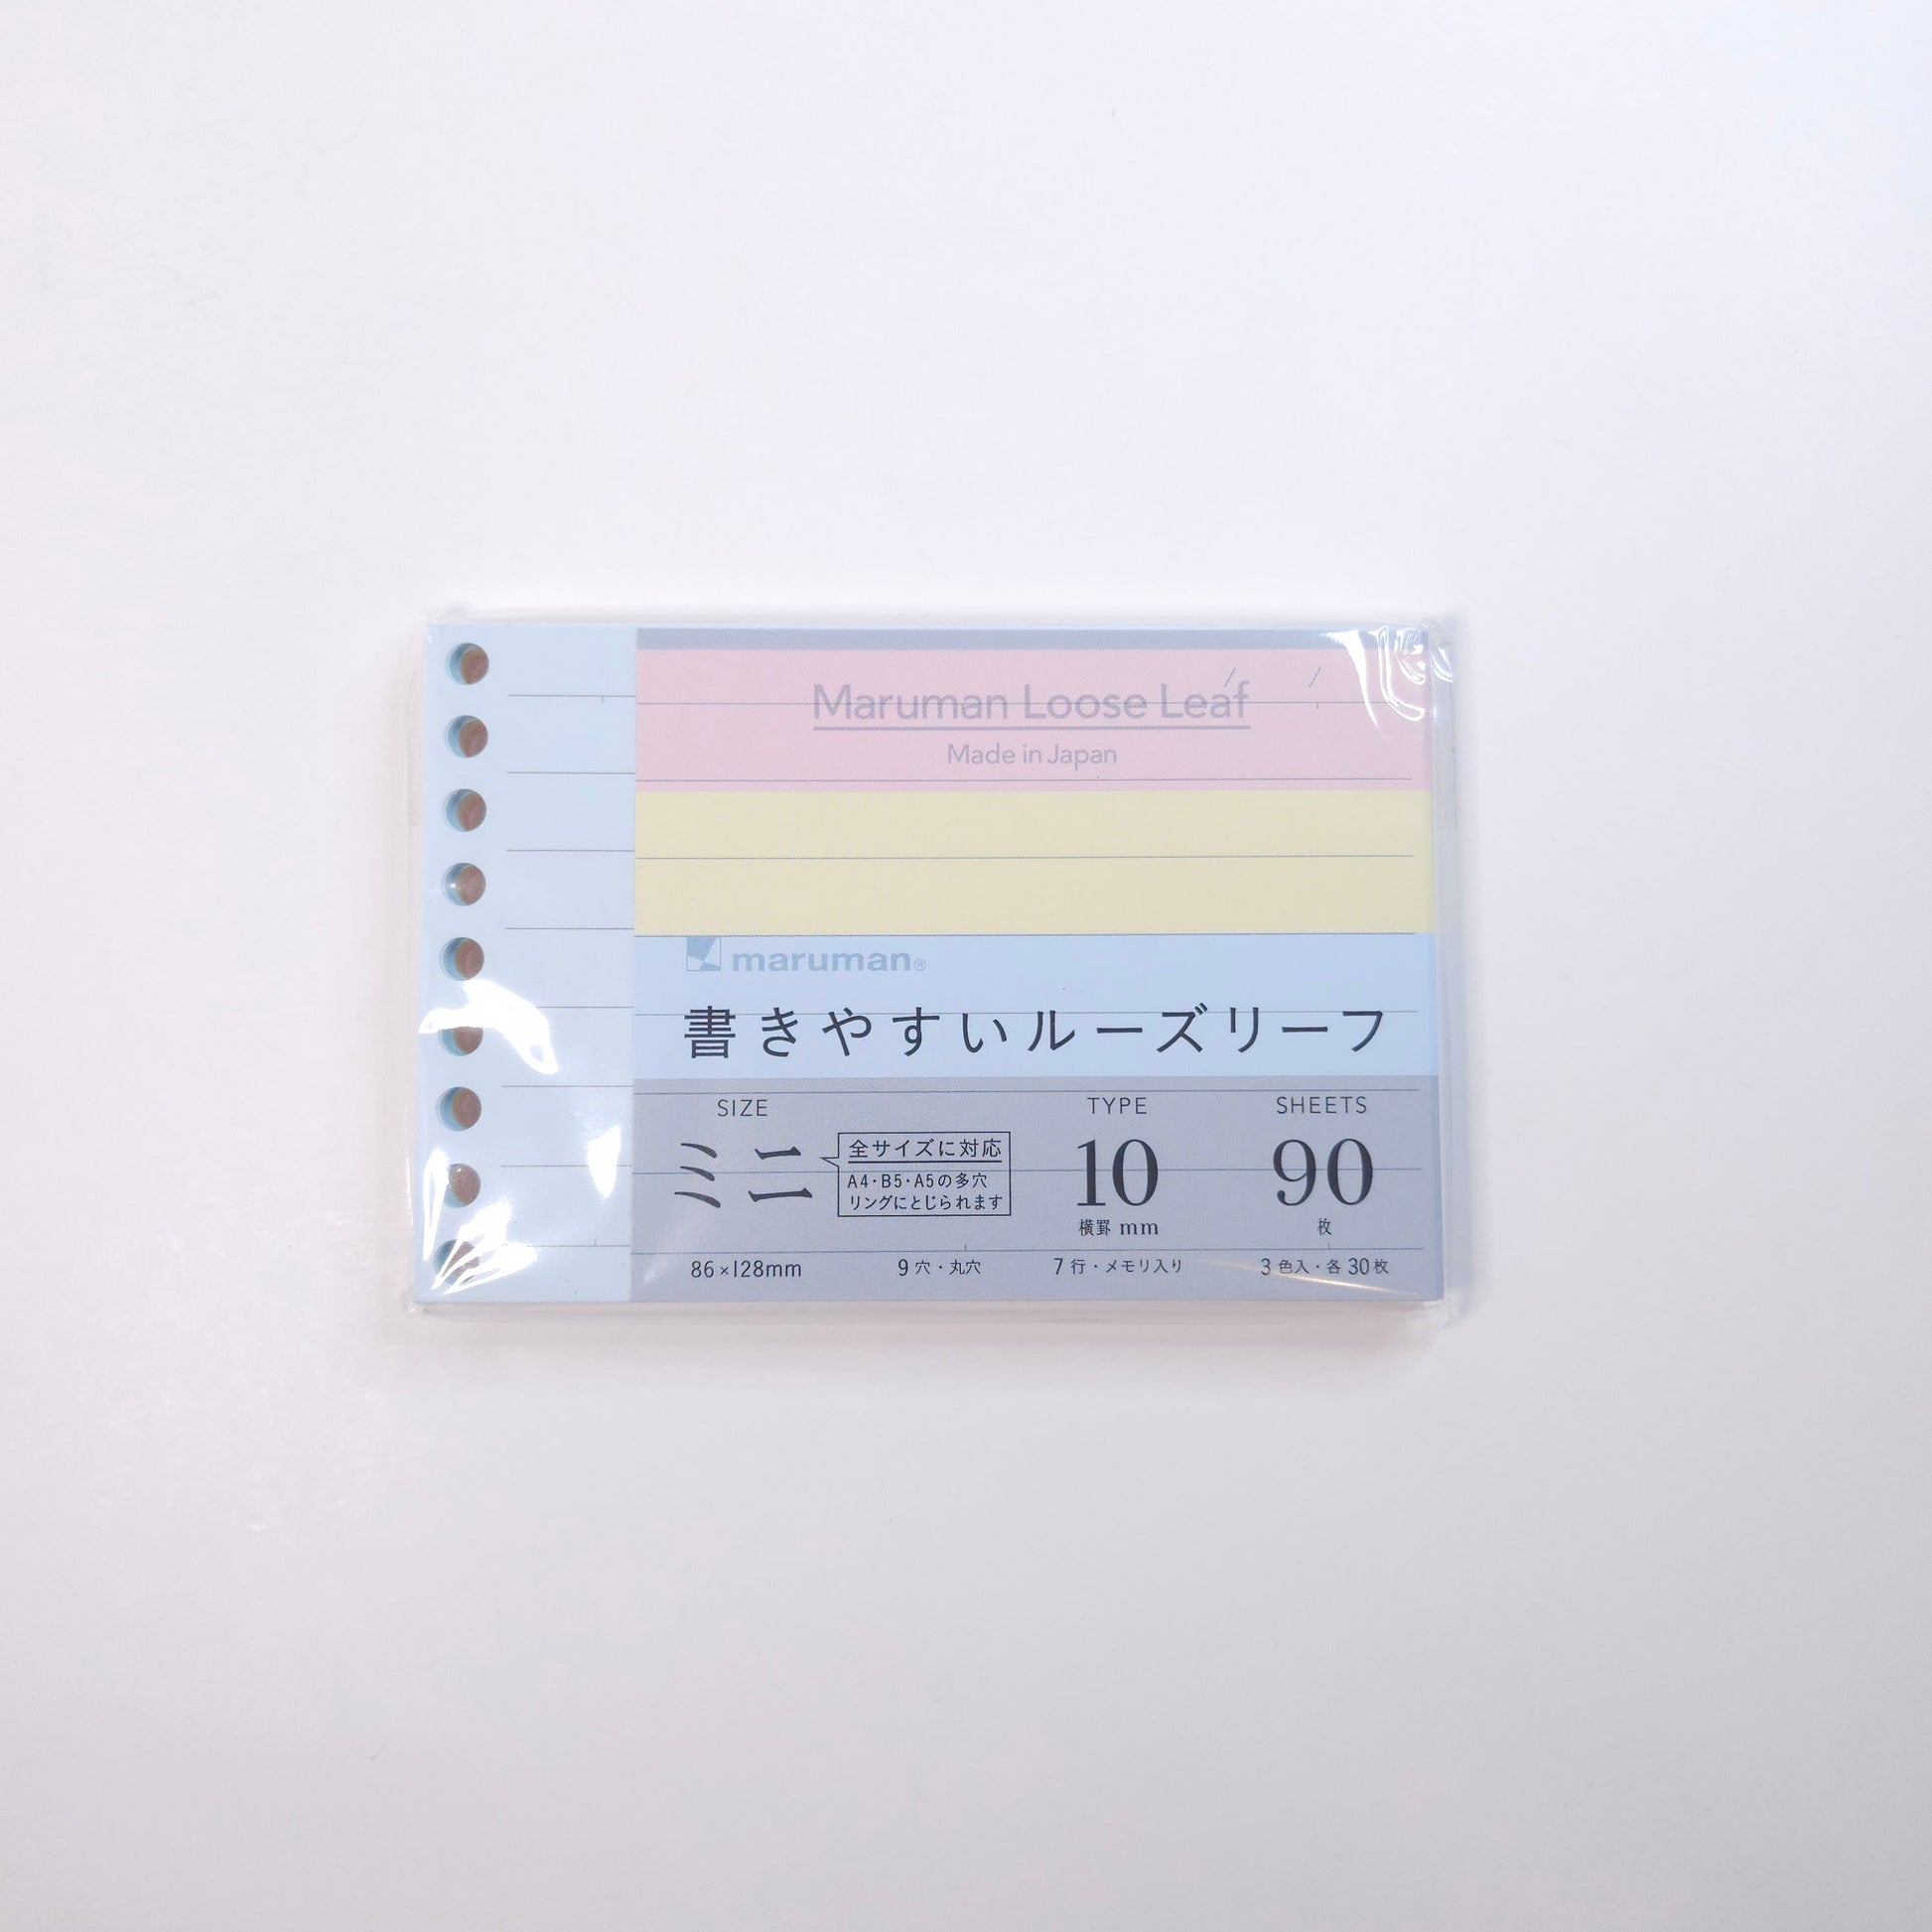 Maruman Loose Leaf
Made in Japan
maruman®
書きやすいルーズリーフ
SIZE
ミニ
全サイズに対応
A4・B5・A5の多穴
リングにとじられます
86×128mm
9穴・丸穴
TYPE
10
横罫 mm
7行・メモリ入り
SHEETS
90
枚
3色入・各30枚